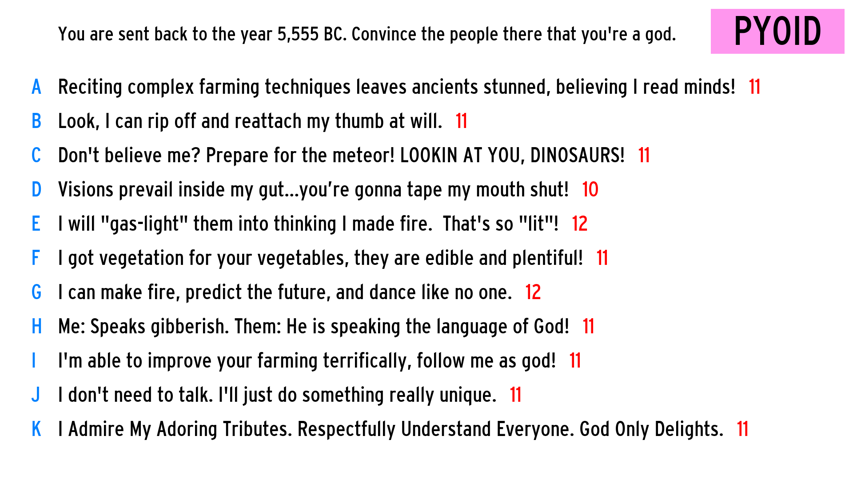 You are sent back to the year 5,555 BC. Convince the people there that you're a god. PYOID
A Reciting complex farming techniques leaves ancients stunned, believing I read minds! 11
B Look, I can rip off and reattach my thumb at will. 11
C Don't believe me? Prepare for the meteor! LOOKIN AT YOU, DINOSAURS! 11
D Visions prevail inside my gut...you’re gonna tape my mouth shut! 10
E I will "gas-light" them into thinking I made fire. That's so "lit"! 12
F I got vegetation for your vegetables, they are edible and plentiful! 11
G I can make fire, predict the future, and dance like no one. 12
H Me: Speaks gibberish. Them: He is speaking the language of God! 11
I I'm able to improve your farming terrifically, follow me as god! 11
J I don't need to talk. I'll just do something really unique. 11
K I Admire My Adoring Tributes. Respectfully Understand Everyone. God Only Delights. 11